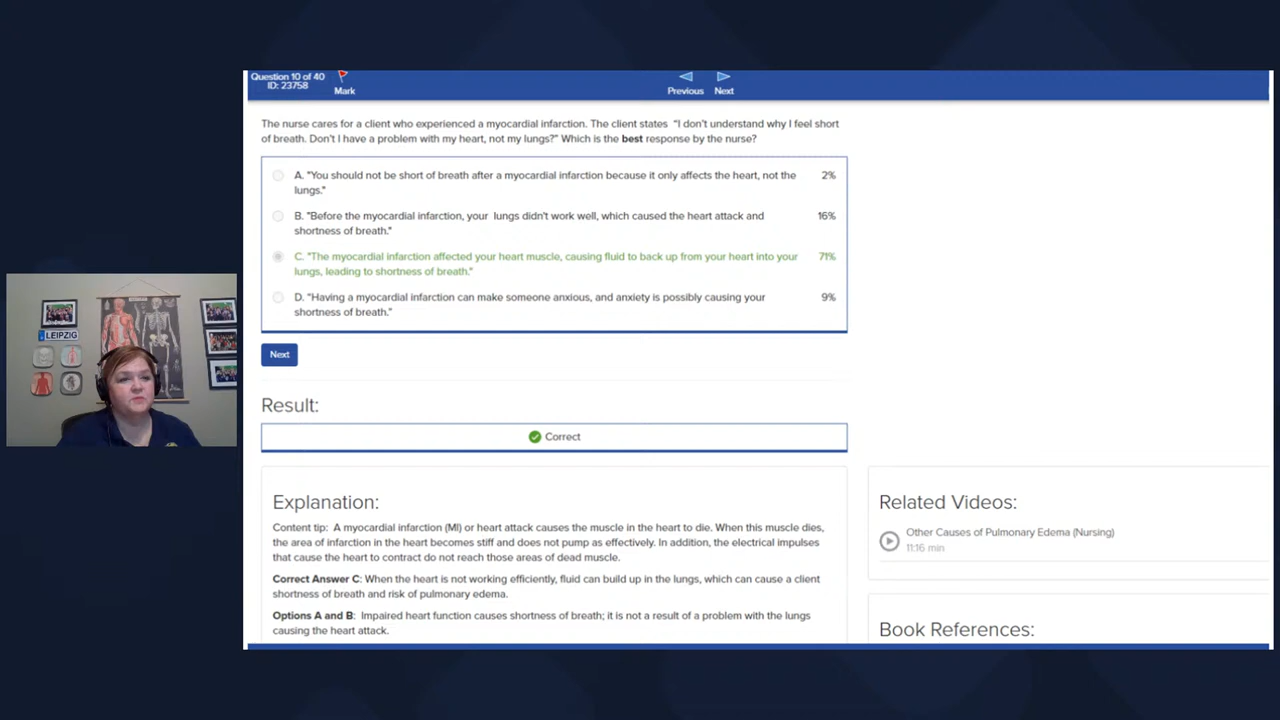 Question 10 of 40
ID: 23758
Mark
Previous
Next
The nurse cares for a client who experienced a myocardial infarction. The client states “I don’t understand why I feel short
of breath. Don’t I have a problem with my heart, not my lungs?” Which is the best response by the nurse?
A. "You should not be short of breath after a myocardial infarction because it only affects the heart, not the
lungs."
2%
B. "Before the myocardial infarction, your lungs didn't work well, which caused the heart attack and
shortness of breath."
16%
C. "The myocardial infarction affected your heart muscle, causing fluid to back up from your heart into your
lungs, leading to shortness of breath."
71%
D. "Having a myocardial infarction can make someone anxious, and anxiety is possibly causing your
shortness of breath."
9%
Next
LEIPZIG
Result:
Correct
Explanation:
Content tip: A myocardial infarction (MI) or heart attack causes the muscle in the heart to die. When this muscle dies,
the area of infarction in the heart becomes stiff and does not pump as effectively. In addition, the electrical impulses
that cause the heart to contract do not reach those areas of dead muscle.
Correct Answer C: When the heart is not working efficiently, fluid can build up in the lungs, which can cause a client
shortness of breath and risk of pulmonary edema.
Options A and B: Impaired heart function causes shortness of breath; it is not a result of a problem with the lungs
causing the heart attack.
Related Videos:
Other Causes of Pulmonary Edema (Nursing)
11:16 min
Book References: